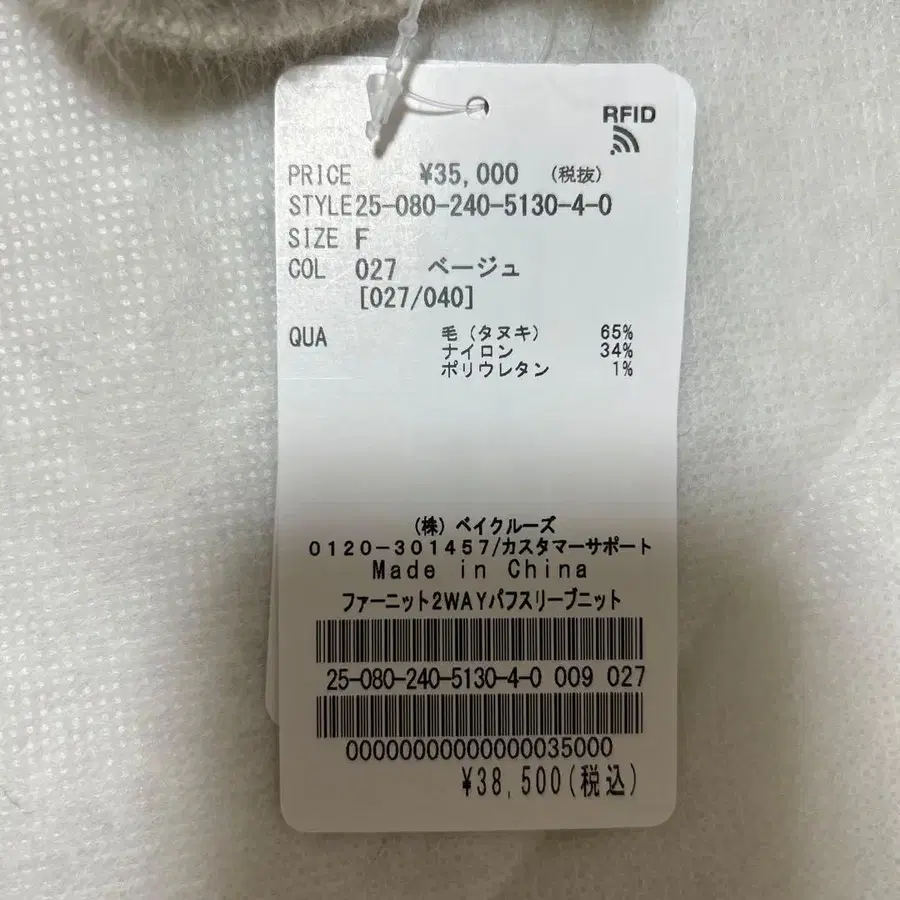 RFID
PRICE ¥35,000 (税抜)
STYLE 25-080-240-5130-4-0
SIZE F
COL 027 ベージュ
[027/040]
QUA 毛(タヌキ) 65%
ナイロン 34%
ポリウレタン 1%
(株)ベイクルーズ
0120-301457/カスタマーサポート
Made in China
ファーニット2WAYパフスリーブニット
25-080-240-5130-4-0 009 027
00000000000000035000
¥38,500(税込)